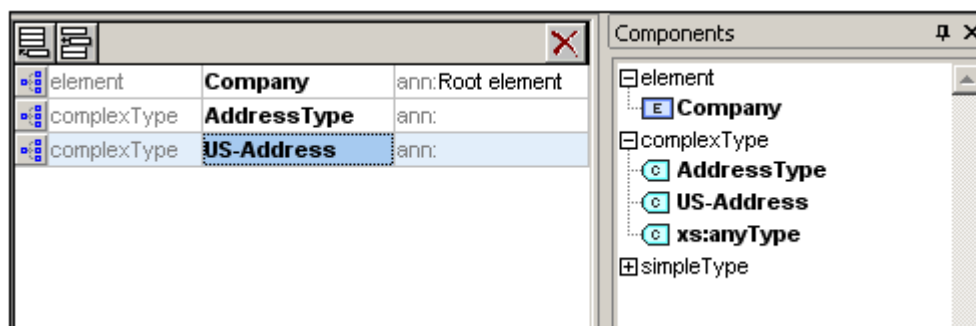 element Company ann:Root element
complexType AddressType ann:
complexType US-Address ann:
Components
element
E Company
complexType
C AddressType
C US-Address
C xs:anyType
simpleType